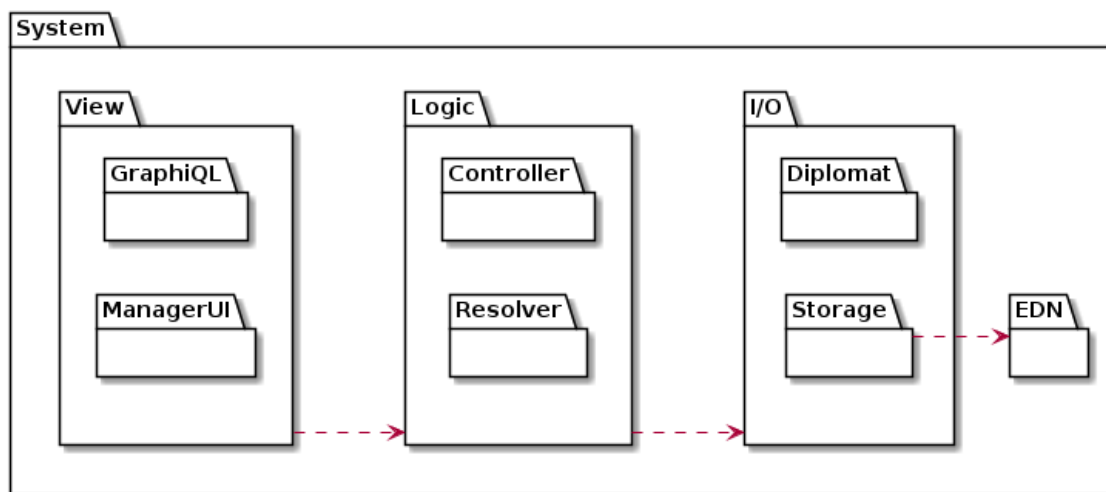 System
View
GraphiQL
ManagerUI
Logic
Controller
Resolver
I/O
Diplomat
Storage
EDN